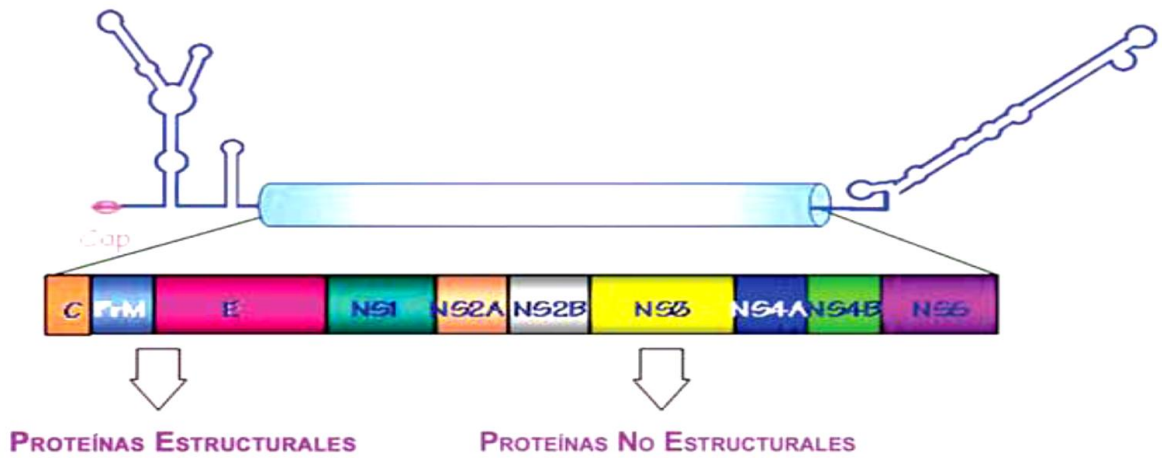 Cap
C PrM E NS1 NS2A NS2B NS3 NS4A NS4B NS5
PROTEÍNAS ESTRUCTURALES PROTEÍNAS NO ESTRUCTURALES